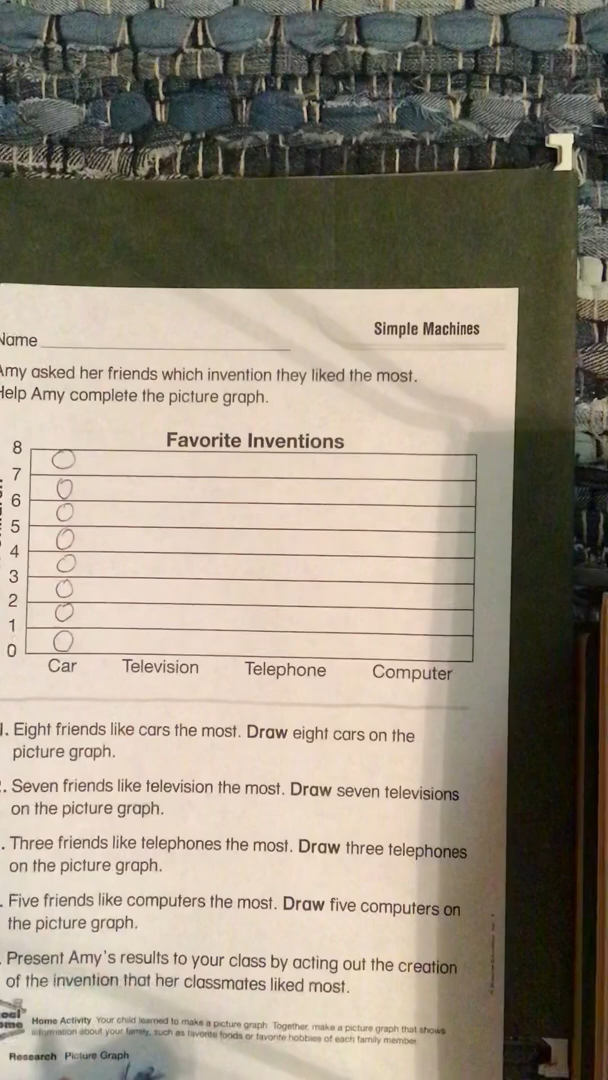 Simple Machines
Name
Amy asked her friends which invention they liked the most.
Help Amy complete the picture graph.
Favorite Inventions
8
7
6
5
4
3
2
1
0
Car Television Telephone Computer
1. Eight friends like cars the most. Draw eight cars on the
picture graph.
. Seven friends like television the most. Draw seven televisions
on the picture graph.
. Three friends like telephones the most. Draw three telephones
on the picture graph.
. Five friends like computers the most. Draw five computers on
the picture graph.
. Present Amy's results to your class by acting out the creation
of the invention that her classmates liked most.
Home Activity Your child learned to make a picture graph. Together, make a picture graph that shows
information about your family, such as favorite foods or favorite hobbies of each family member.
Research Picture Graph